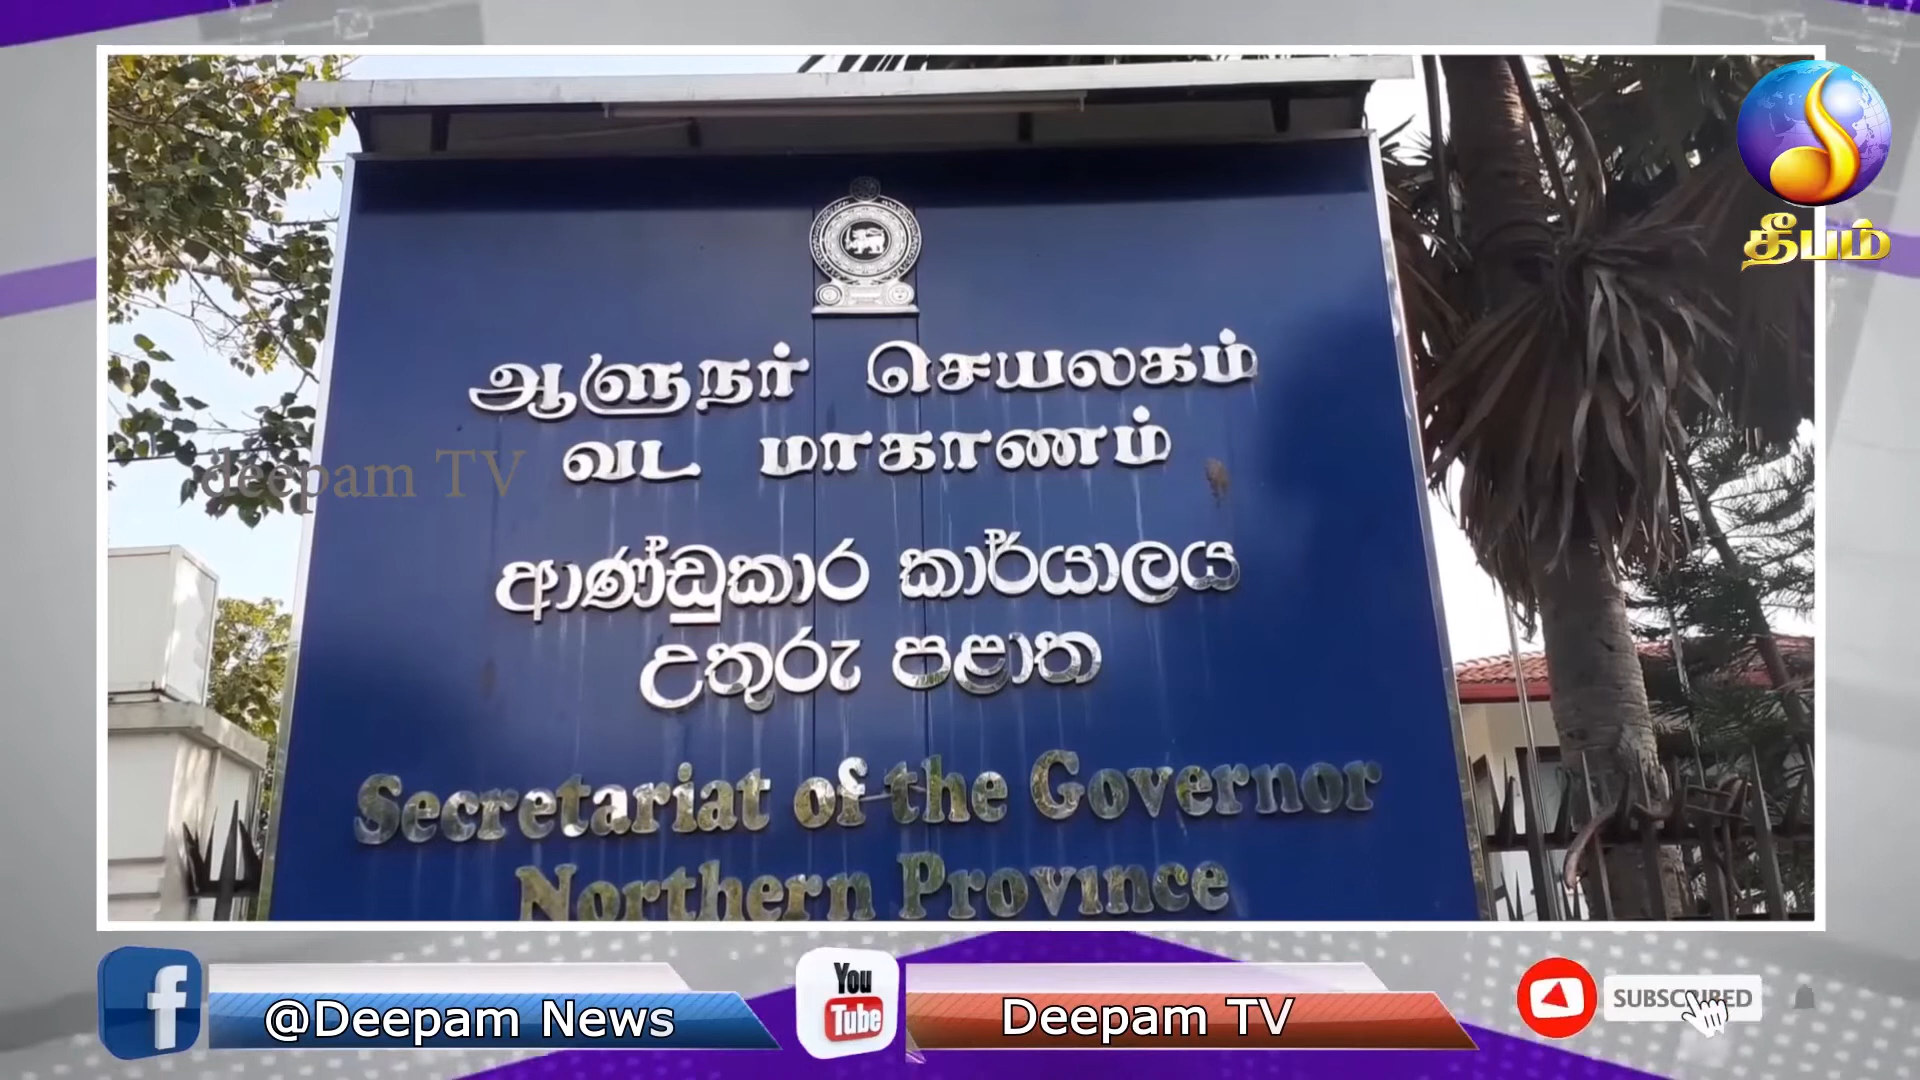 தீபம்
ஆளுநர் செயலகம்
வட மாகாணம்
deepam TV
ආණ්ඩුකාර කාර්යාලය
උතුරු පළාත
Secretariat of the Governor
Northern Province
@Deepam News
You
Tube
Deepam TV
SUBSCRIBED